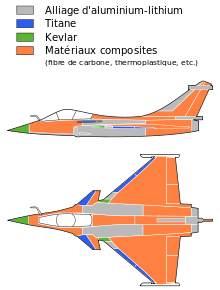 Alliage d'aluminium-lithium
Titane
Kevlar
Matériaux composites
(fibre de carbone, thermoplastique, etc.)